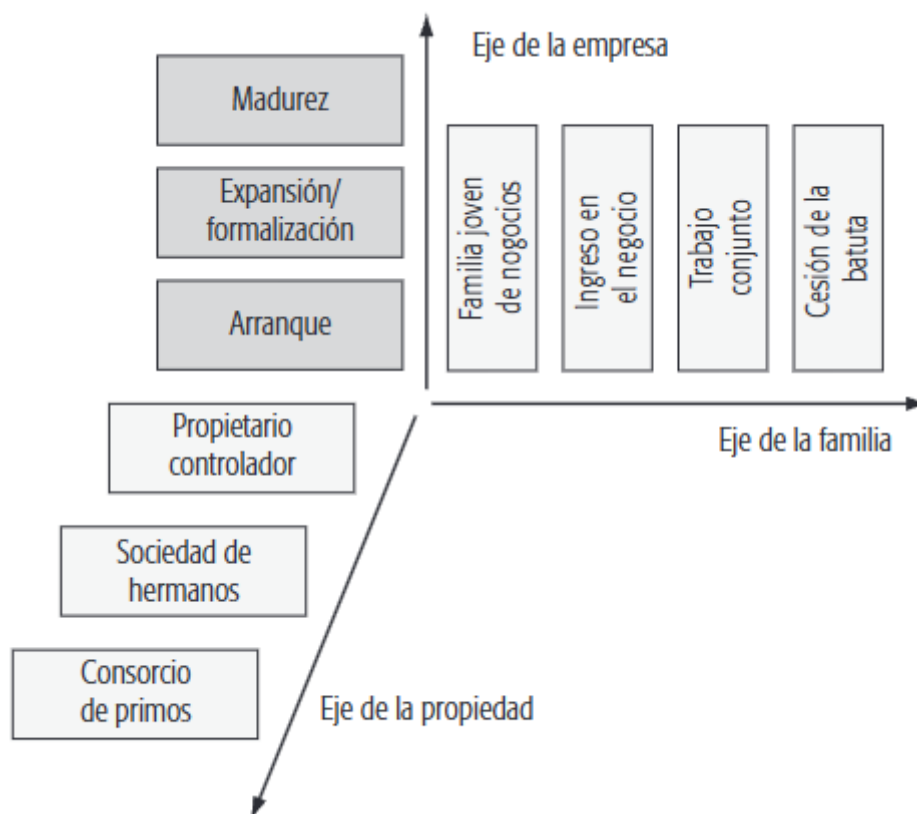 Eje de la empresa
Madurez
Expansión/
formalización
Arranque
Familia joven
de nogocios
Ingreso en
el negocio
Trabajo
conjunto
Cesión de la
batuta
Eje de la familia
Propietario
controlador
Sociedad de
hermanos
Consorcio
de primos
Eje de la propiedad